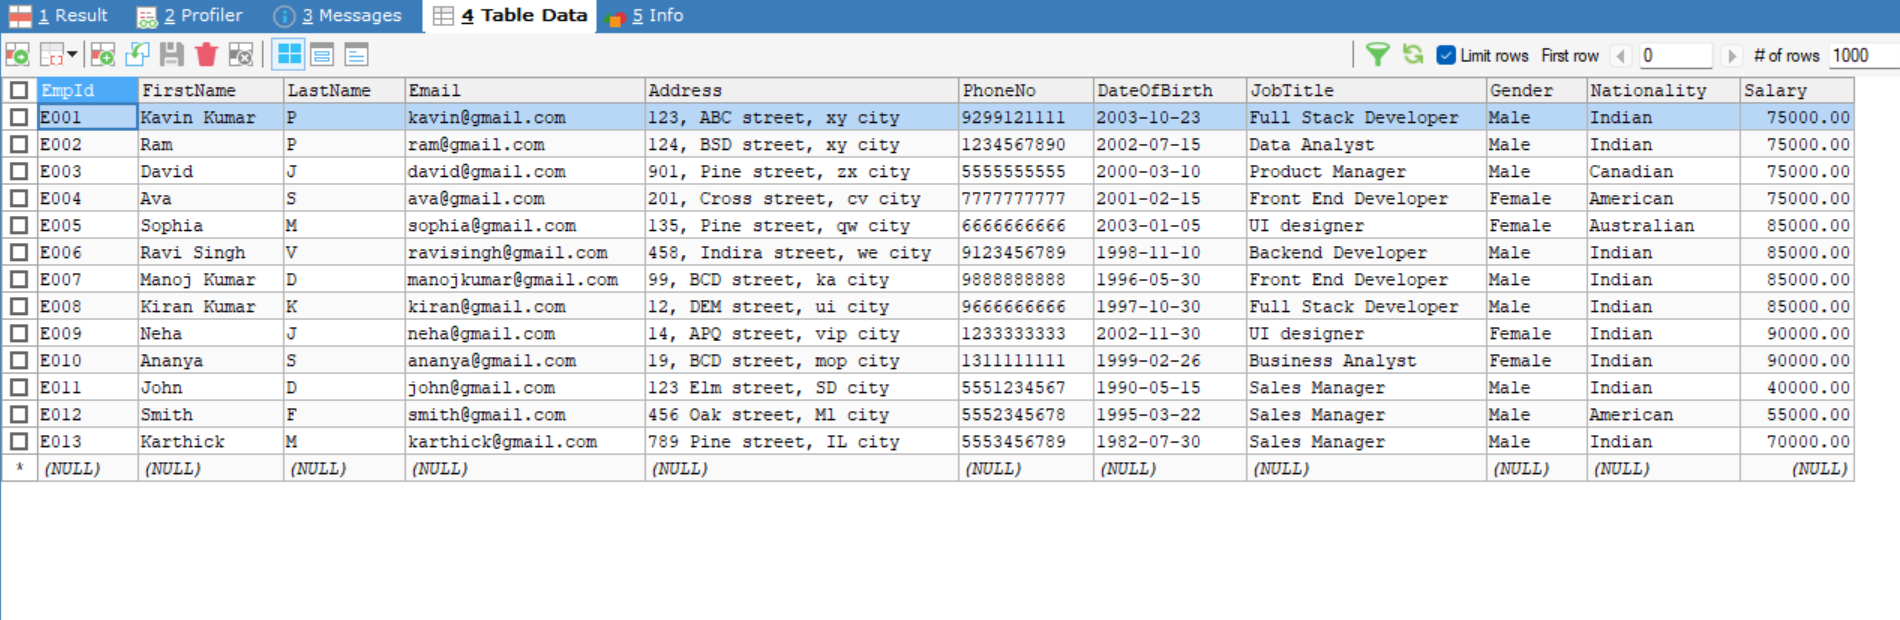 1 Result 2 Profiler 3 Messages 4 Table Data 5 Info
Limit rows First row 0 # of rows 1000
EmpId FirstName LastName Email Address PhoneNo DateOfBirth JobTitle Gender Nationality Salary
E001 Kavin Kumar P kavin@gmail.com 123, ABC street, xy city 9299121111 2003-10-23 Full Stack Developer Male Indian 75000.00
E002 Ram P ram@gmail.com 124, BSD street, xy city 1234567890 2002-07-15 Data Analyst Male Indian 75000.00
E003 David J david@gmail.com 901, Pine street, zx city 5555555555 2000-03-10 Product Manager Male Canadian 75000.00
E004 Ava S ava@gmail.com 201, Cross street, cv city 7777777777 2001-02-15 Front End Developer Female American 75000.00
E005 Sophia M sophia@gmail.com 135, Pine street, qw city 6666666666 2003-01-05 UI designer Female Australian 85000.00
E006 Ravi Singh V ravisingh@gmail.com 458, Indira street, we city 9123456789 1998-11-10 Backend Developer Male Indian 85000.00
E007 Manoj Kumar D manojkumar@gmail.com 99, BCD street, ka city 9888888888 1996-05-30 Front End Developer Male Indian 85000.00
E008 Kiran Kumar K kiran@gmail.com 12, DEM street, ui city 9666666666 1997-10-30 Full Stack Developer Male Indian 85000.00
E009 Neha J neha@gmail.com 14, APQ street, vip city 1233333333 2002-11-30 UI designer Female Indian 90000.00
E010 Ananya S ananya@gmail.com 19, BCD street, mop city 1311111111 1999-02-26 Business Analyst Female Indian 90000.00
E011 John D john@gmail.com 123 Elm street, SD city 5551234567 1990-05-15 Sales Manager Male Indian 40000.00
E012 Smith F smith@gmail.com 456 Oak street, Ml city 5552345678 1995-03-22 Sales Manager Male American 55000.00
E013 Karthick M karthick@gmail.com 789 Pine street, IL city 5553456789 1982-07-30 Sales Manager Male Indian 70000.00
* (NULL) (NULL) (NULL) (NULL) (NULL) (NULL) (NULL) (NULL) (NULL) (NULL) (NULL)